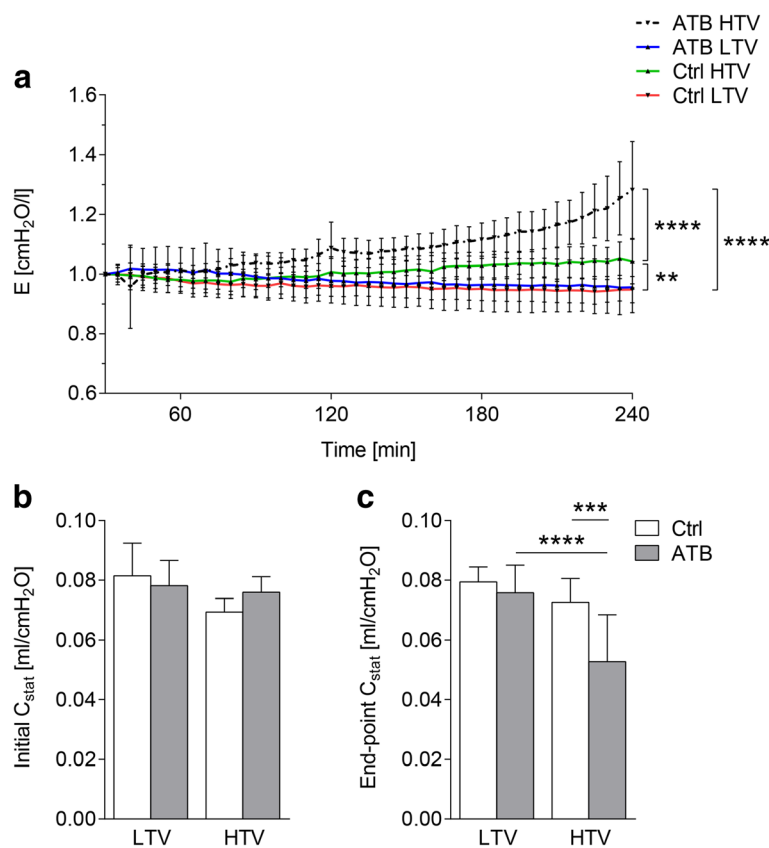 ATB HTV
ATB LTV
Ctrl HTV
Ctrl LTV
a
E [cmH2O/l]
1.6
1.4
1.2
1.0
0.8
0.6
****
**
****
60
120
180
240
Time [min]
b
Initial Cstat [ml/cmH2O]
0.10
0.08
0.06
0.04
0.02
0.00
LTV
HTV
c
End-point Cstat [ml/cmH2O]
0.10
0.08
0.06
0.04
0.02
0.00
***
****
LTV
HTV
Ctrl
ATB